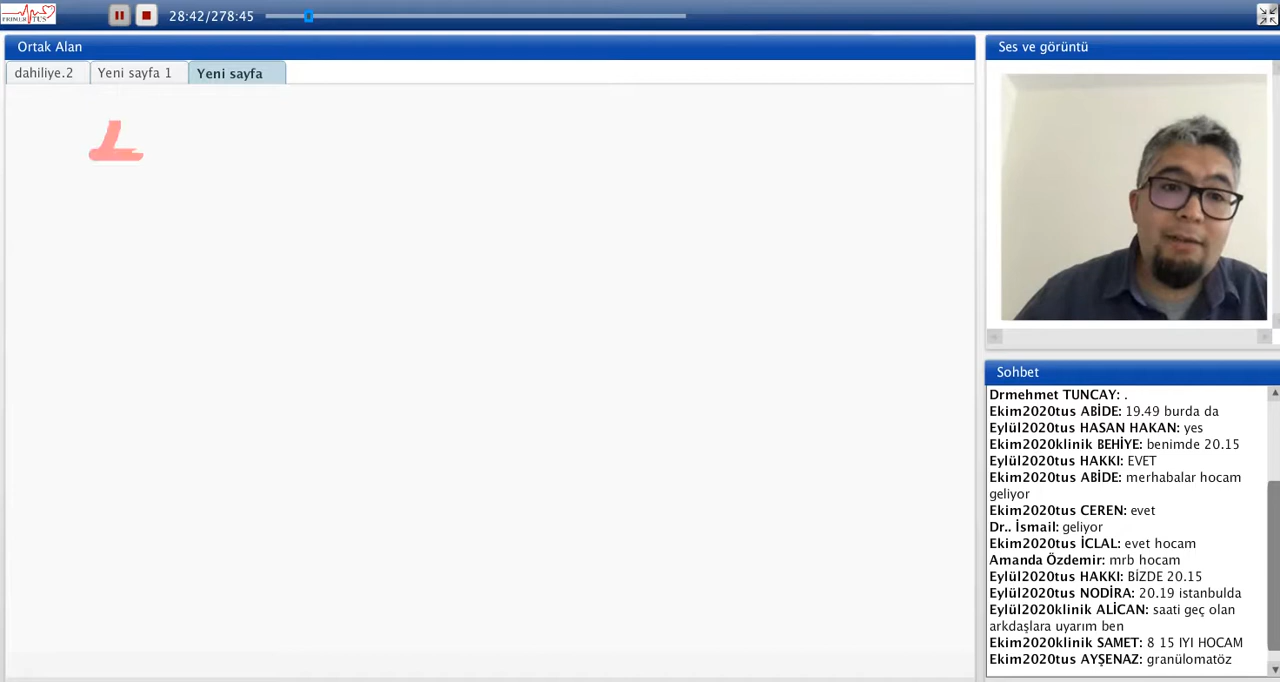 EKİMER TUS
28:42/278:45
Ortak Alan
dahiliye.2
Yeni sayfa 1
Yeni sayfa
Ses ve görüntü
Sohbet
Drmehmet TUNCAY: .
Ekim2020tus ABİDE: 19.49 burda da
Eylül2020tus HASAN HAKAN: yes
Ekim2020klinik BEHİYE: benimde 20.15
Eylül2020tus HAKKI: EVET
Ekim2020tus ABİDE: merhabalar hocam
geliyor
Ekim2020tus CEREN: evet
Dr.. İsmail: geliyor
Ekim2020tus İCLAL: evet hocam
Amanda Özdemir: mrb hocam
Eylül2020tus HAKKI: BİZDE 20.15
Eylül2020tus NODİRA: 20.19 istanbulda
Eylül2020klinik ALİCAN: saati geç olan
arkdaşlara uyarım ben
Ekim2020klinik SAMET: 8 15 IYI HOCAM
Ekim2020tus AYŞENAZ: granülomatöz